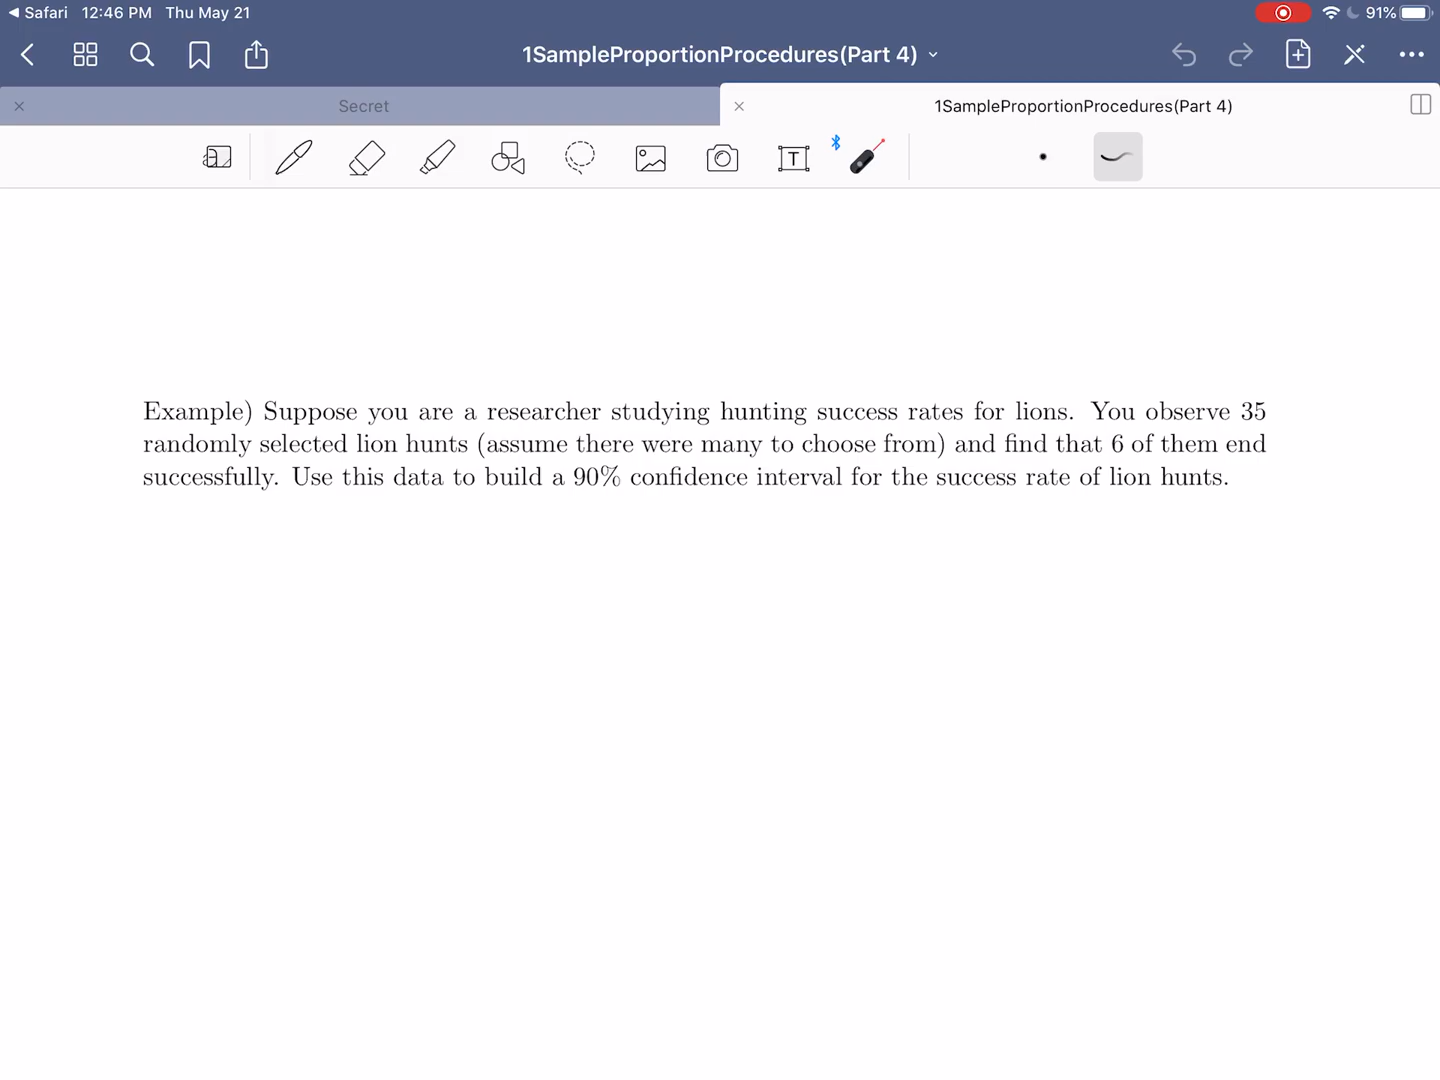 ◀ Safari 12:46 PM Thu May 21 91%
1SampleProportionProcedures(Part 4)
Secret 1SampleProportionProcedures(Part 4)
T
Example) Suppose you are a researcher studying hunting success rates for lions. You observe 35
randomly selected lion hunts (assume there were many to choose from) and find that 6 of them end
successfully. Use this data to build a 90% confidence interval for the success rate of lion hunts.